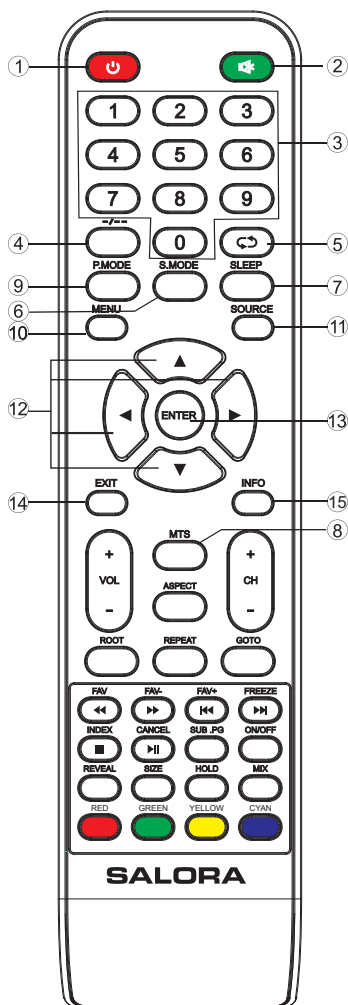 ① ②
1 2 3
③
4 5 6
7 8 9
-/--
④ 0 ⑤
P.MODE S.MODE SLEEP
⑨ ⑥ ⑦
MENU SOURCE
⑩ ⑪
⑫ ENTER ⑬
EXIT INFO
⑭ ⑮
MTS ⑧
+ +
VOL CH
- -
ASPECT
ROOT REPEAT GOTO
FAV FAV- FAV+ FREEZE
INDEX CANCEL SUB .PG ON/OFF
REVEAL SIZE HOLD MIX
RED GREEN YELLOW CYAN
SALORA